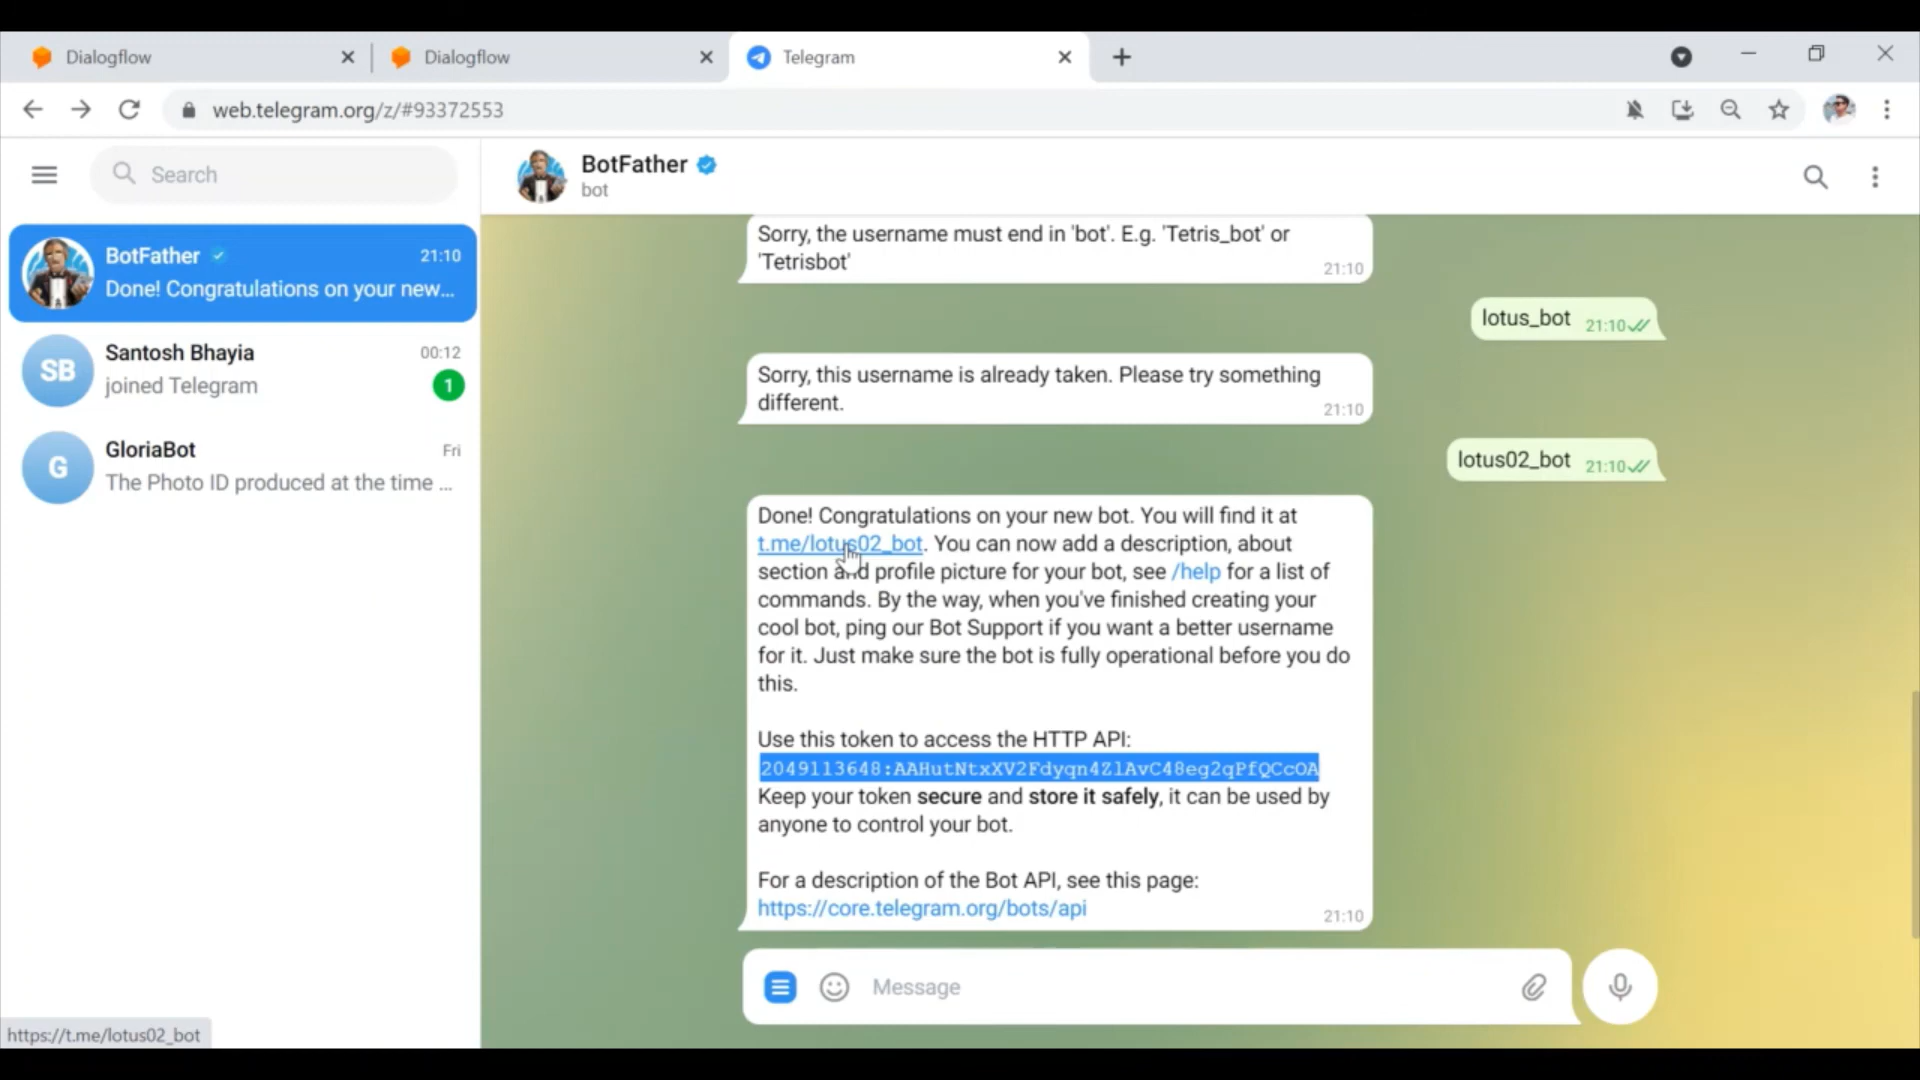 Dialogflow
Dialogflow
Telegram
web.telegram.org/z/#93372553
Search
BotFather
bot
BotFather
21:10
Done! Congratulations on your new...
SB
Santosh Bhayia
00:12
joined Telegram
1
G
GloriaBot
Fri
The Photo ID produced at the time ...
Sorry, the username must end in 'bot'. E.g. 'Tetris_bot' or
'Tetrisbot'
21:10
lotus_bot 21:10
Sorry, this username is already taken. Please try something
different.
21:10
lotus02_bot 21:10
Done! Congratulations on your new bot. You will find it at
t.me/lotus02_bot. You can now add a description, about
section and profile picture for your bot, see /help for a list of
commands. By the way, when you've finished creating your
cool bot, ping our Bot Support if you want a better username
for it. Just make sure the bot is fully operational before you do
this.
Use this token to access the HTTP API:
2049113648:AAHutNtxXV2Fdyqn4ZlAvC48eg2qPfQCcOA
Keep your token secure and store it safely, it can be used by
anyone to control your bot.
For a description of the Bot API, see this page:
https://core.telegram.org/bots/api
21:10
Message
https://t.me/lotus02_bot